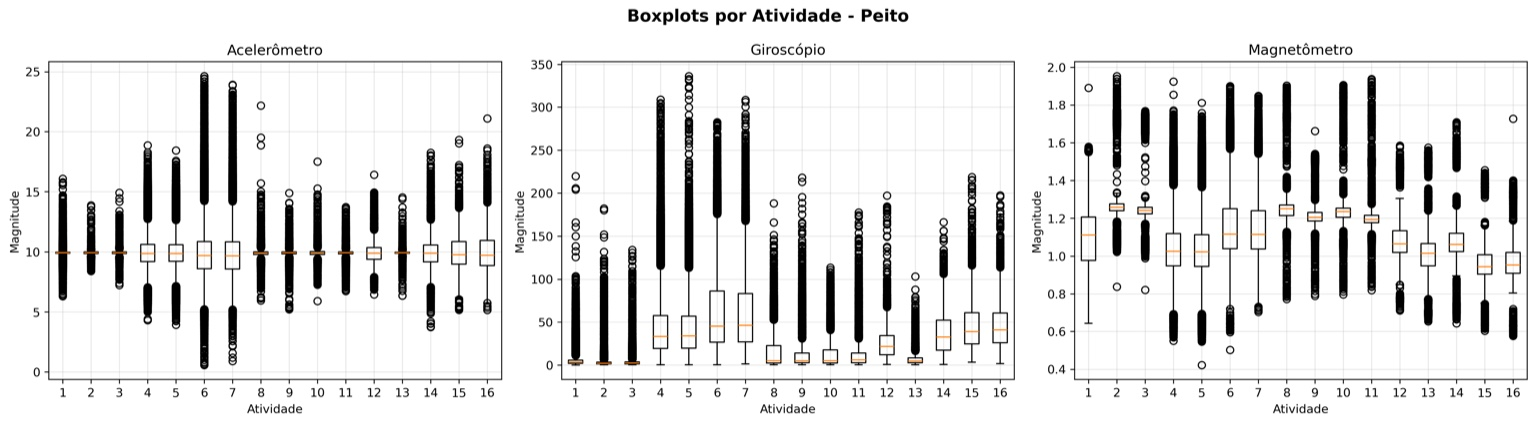 Boxplots por Atividade - Peito
Acelerômetro
Magnitude
25
20
15
10
5
0
1 2 3 4 5 6 7 8 9 10 11 12 13 14 15 16
Atividade
Giroscópio
Magnitude
350
300
250
200
150
100
50
0
1 2 3 4 5 6 7 8 9 10 11 12 13 14 15 16
Atividade
Magnetômetro
Magnitude
2.0
1.8
1.6
1.4
1.2
1.0
0.8
0.6
0.4
1 2 3 4 5 6 7 8 9 10 11 12 13 14 15 16
Atividade